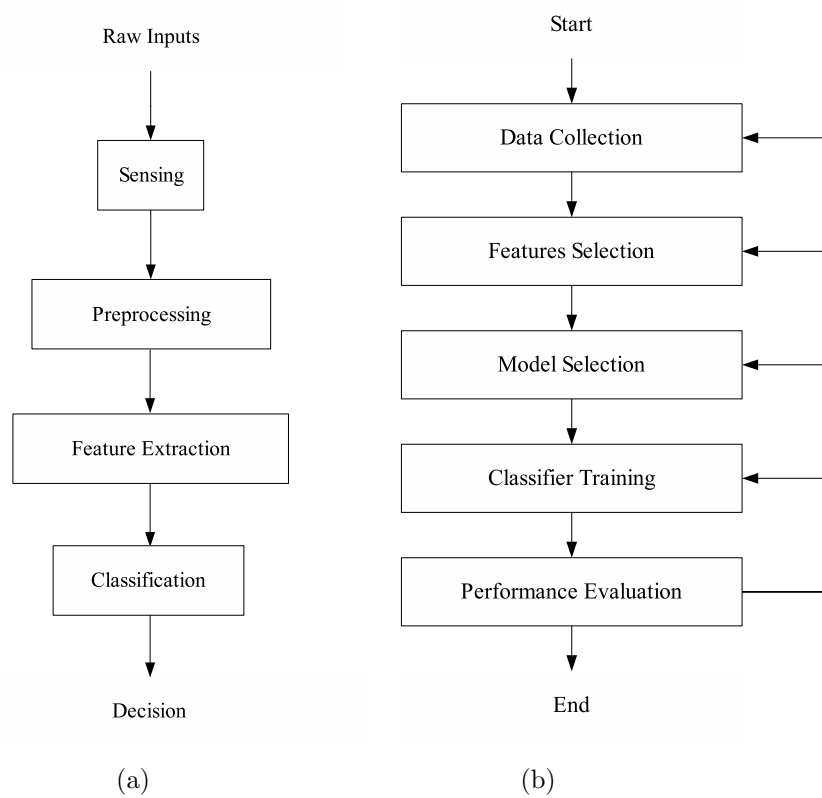 Raw Inputs
Sensing
Preprocessing
Feature Extraction
Classification
Decision
(a)
Start
Data Collection
Features Selection
Model Selection
Classifier Training
Performance Evaluation
End
(b)